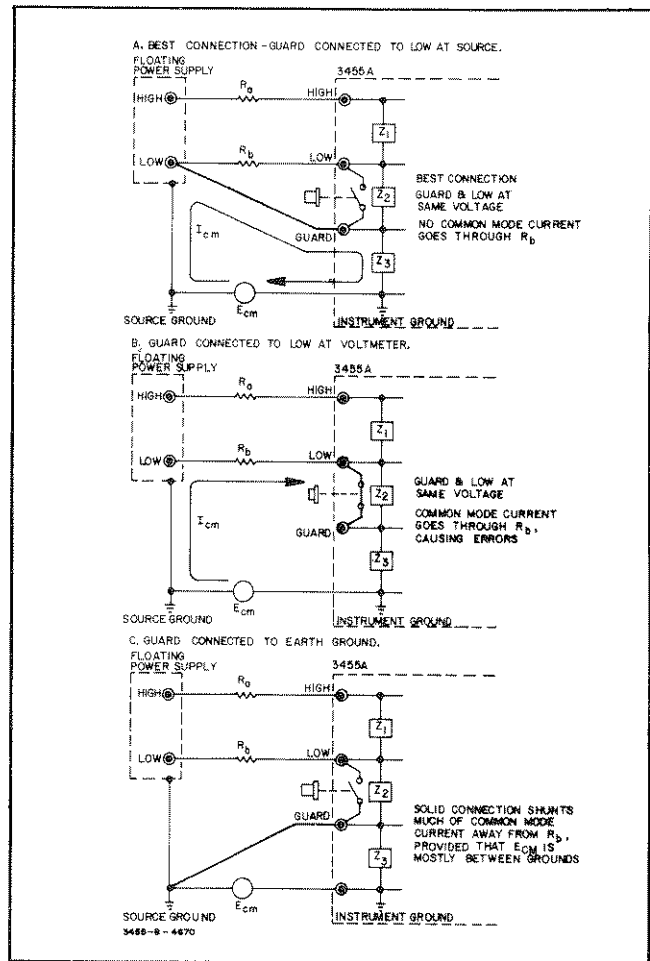 A. BEST CONNECTION - GUARD CONNECTED TO LOW AT SOURCE.
FLOATING
POWER SUPPLY
3455A
Ra
HIGH
HIGH
Z1
Rb
LOW
LOW
BEST CONNECTION
GUARD & LOW AT
SAME VOLTAGE
Z2
NO COMMON MODE CURRENT
GOES THROUGH Rb
GUARD
Icm
Z3
Ecm
SOURCE GROUND
INSTRUMENT GROUND
B. GUARD CONNECTED TO LOW AT VOLTMETER.
FLOATING
POWER SUPPLY
3455A
Ra
HIGH
HIGH
Z1
Rb
LOW
LOW
GUARD & LOW AT
SAME VOLTAGE
Z2
COMMON MODE CURRENT
GOES THROUGH Rb,
CAUSING ERRORS
Icm
GUARD
Z3
Ecm
SOURCE GROUND
INSTRUMENT GROUND
C. GUARD CONNECTED TO EARTH GROUND.
FLOATING
POWER SUPPLY
3455A
Ra
HIGH
HIGH
Z1
Rb
LOW
LOW
Z2
GUARD
SOLID CONNECTION SHUNTS
MUCH OF COMMON MODE
CURRENT AWAY FROM Rb,
PROVIDED THAT ECM IS
MOSTLY BETWEEN GROUNDS
Z3
Ecm
SOURCE GROUND
INSTRUMENT GROUND
3455-B-4670